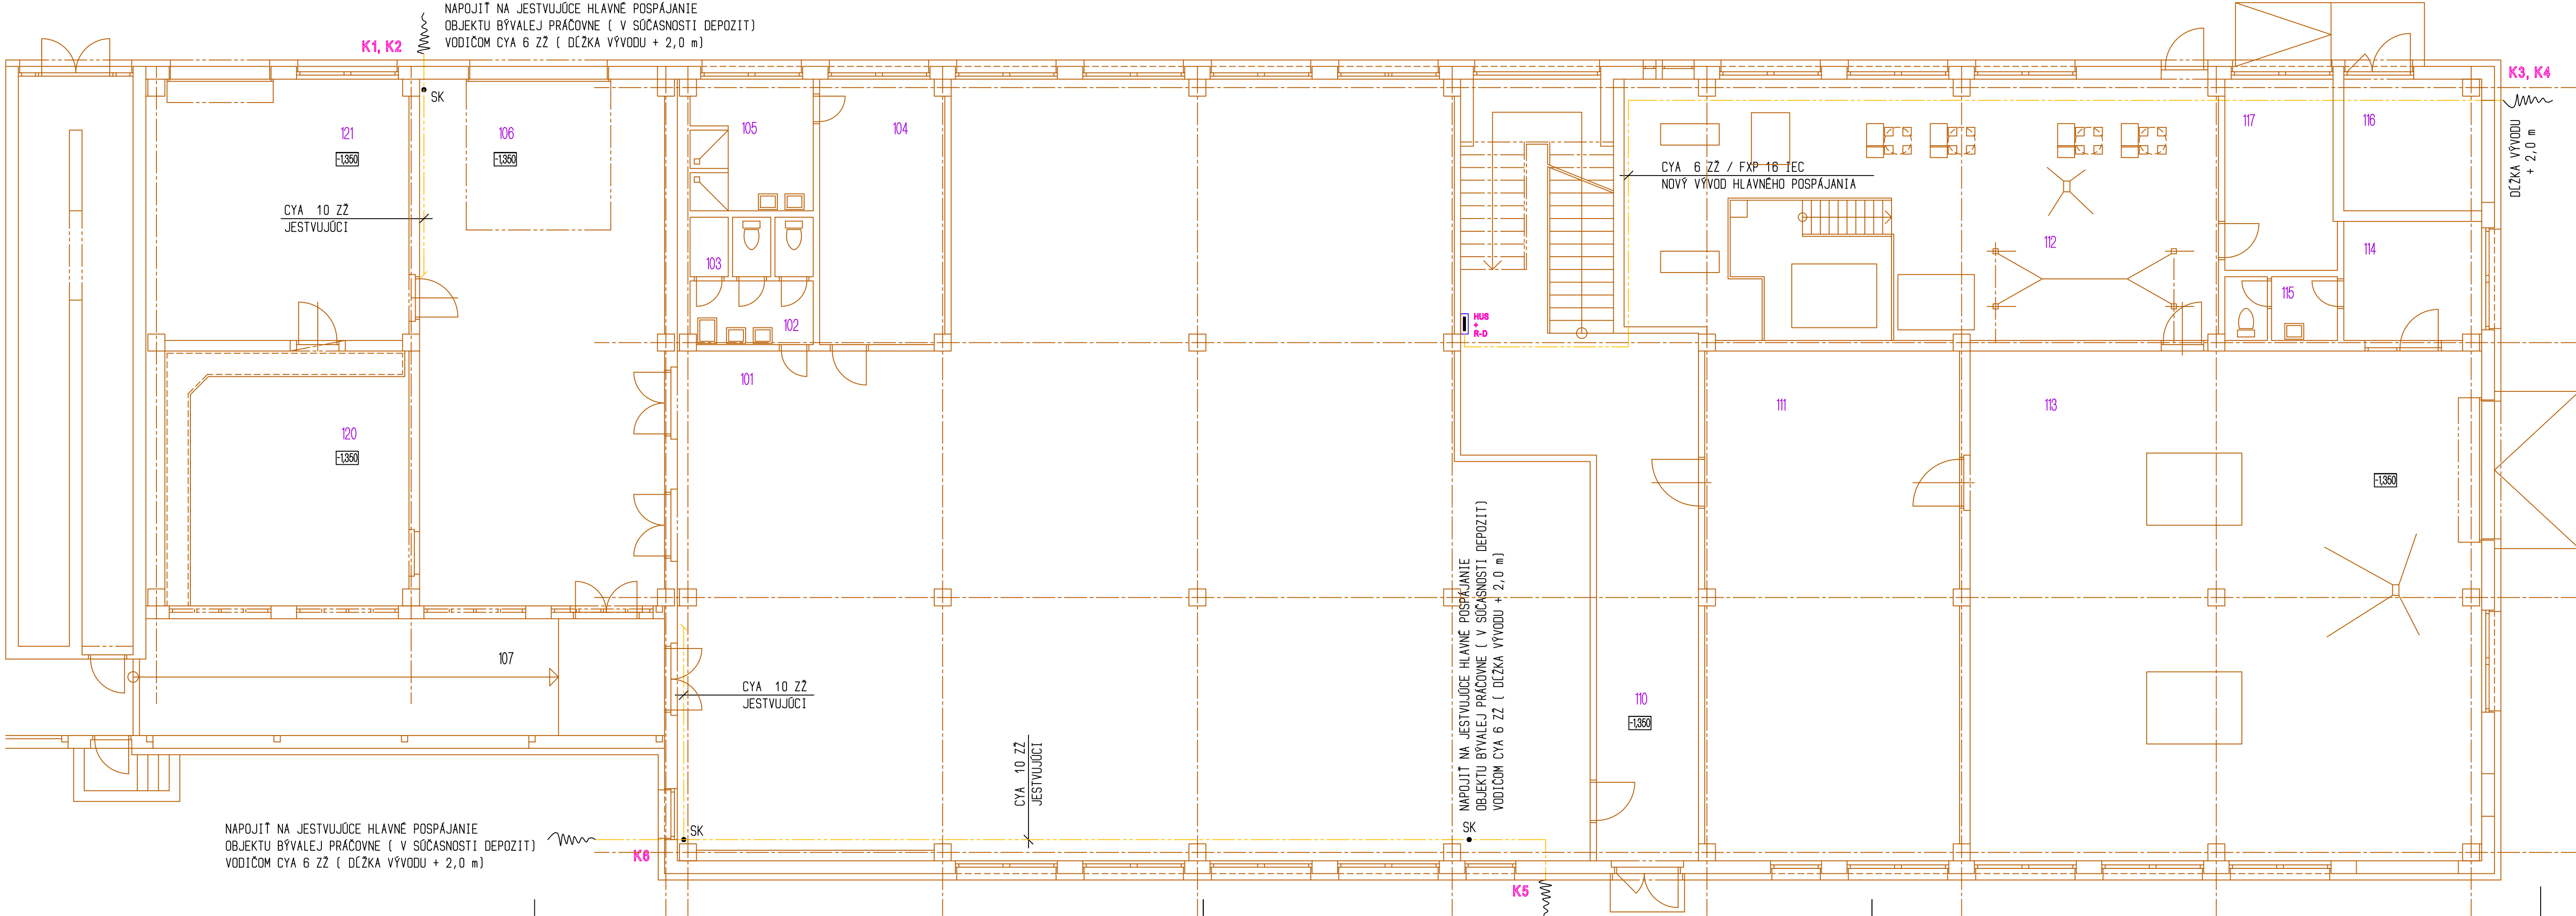 NAPOJIŤ NA JESTVUJÚCE HLAVNÉ POSPÁJANIE
OBJEKTU BÝVALEJ PRÁČOVNE ( V SÚČASNOSTI DEPOZIT)
VODIČOM CYA 6 ZŽ ( DĹŽKA VÝVODU + 2,0 m)
K1, K2
K3, K4
SK
121
-1,350
106
-1,350
105
104
117
116
DĹŽKA VÝVODU
+ 2,0 m
CYA 6 ZŽ / FXP 16 IEC
NOVÝ VÝVOD HLAVNÉHO POSPÁJANIA
CYA 10 ZŽ
JESTVUJÚCI
103
102
112
114
115
HUS
+
R-D
101
111
113
120
-1,350
-1,350
NAPOJIŤ NA JESTVUJÚCE HLAVNÉ POSPÁJANIE
OBJEKTU BÝVALEJ PRÁČOVNE ( V SÚČASNOSTI DEPOZIT)
VODIČOM CYA 6 ZŽ ( DĹŽKA VÝVODU + 2,0 m)
107
CYA 10 ZŽ
JESTVUJÚCI
110
-1,350
CYA 10 ZŽ
JESTVUJÚCI
SK
SK
NAPOJIŤ NA JESTVUJÚCE HLAVNÉ POSPÁJANIE
OBJEKTU BÝVALEJ PRÁČOVNE ( V SÚČASNOSTI DEPOZIT)
VODIČOM CYA 6 ZŽ ( DĹŽKA VÝVODU + 2,0 m)
K6
K5